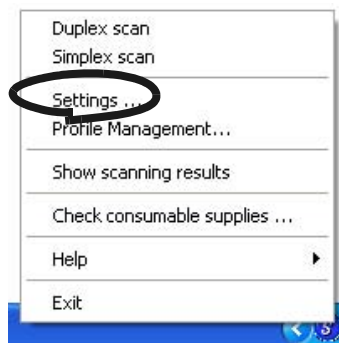 Duplex scan
Simplex scan
Settings ...
Profile Management...
Show scanning results
Check consumable supplies ...
Help
Exit
S